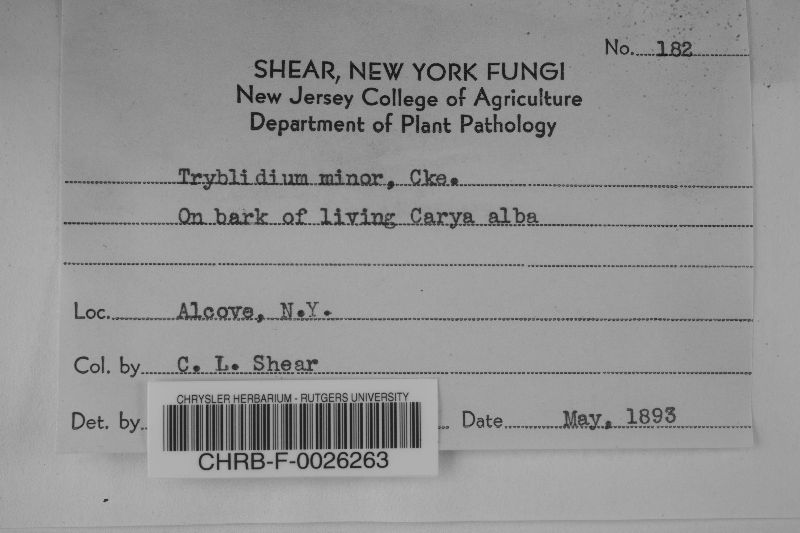 No. 182
SHEAR, NEW YORK FUNGI
New Jersey College of Agriculture
Department of Plant Pathology
Tryblidium minor, Cke.
On bark of living Carya alba
Loc. Alcove, N.Y.
Col. by C. L. Shear
Det. by Date May, 1893
CHRYSLER HERBARIUM - RUTGERS UNIVERSITY
CHRB-F-0026263